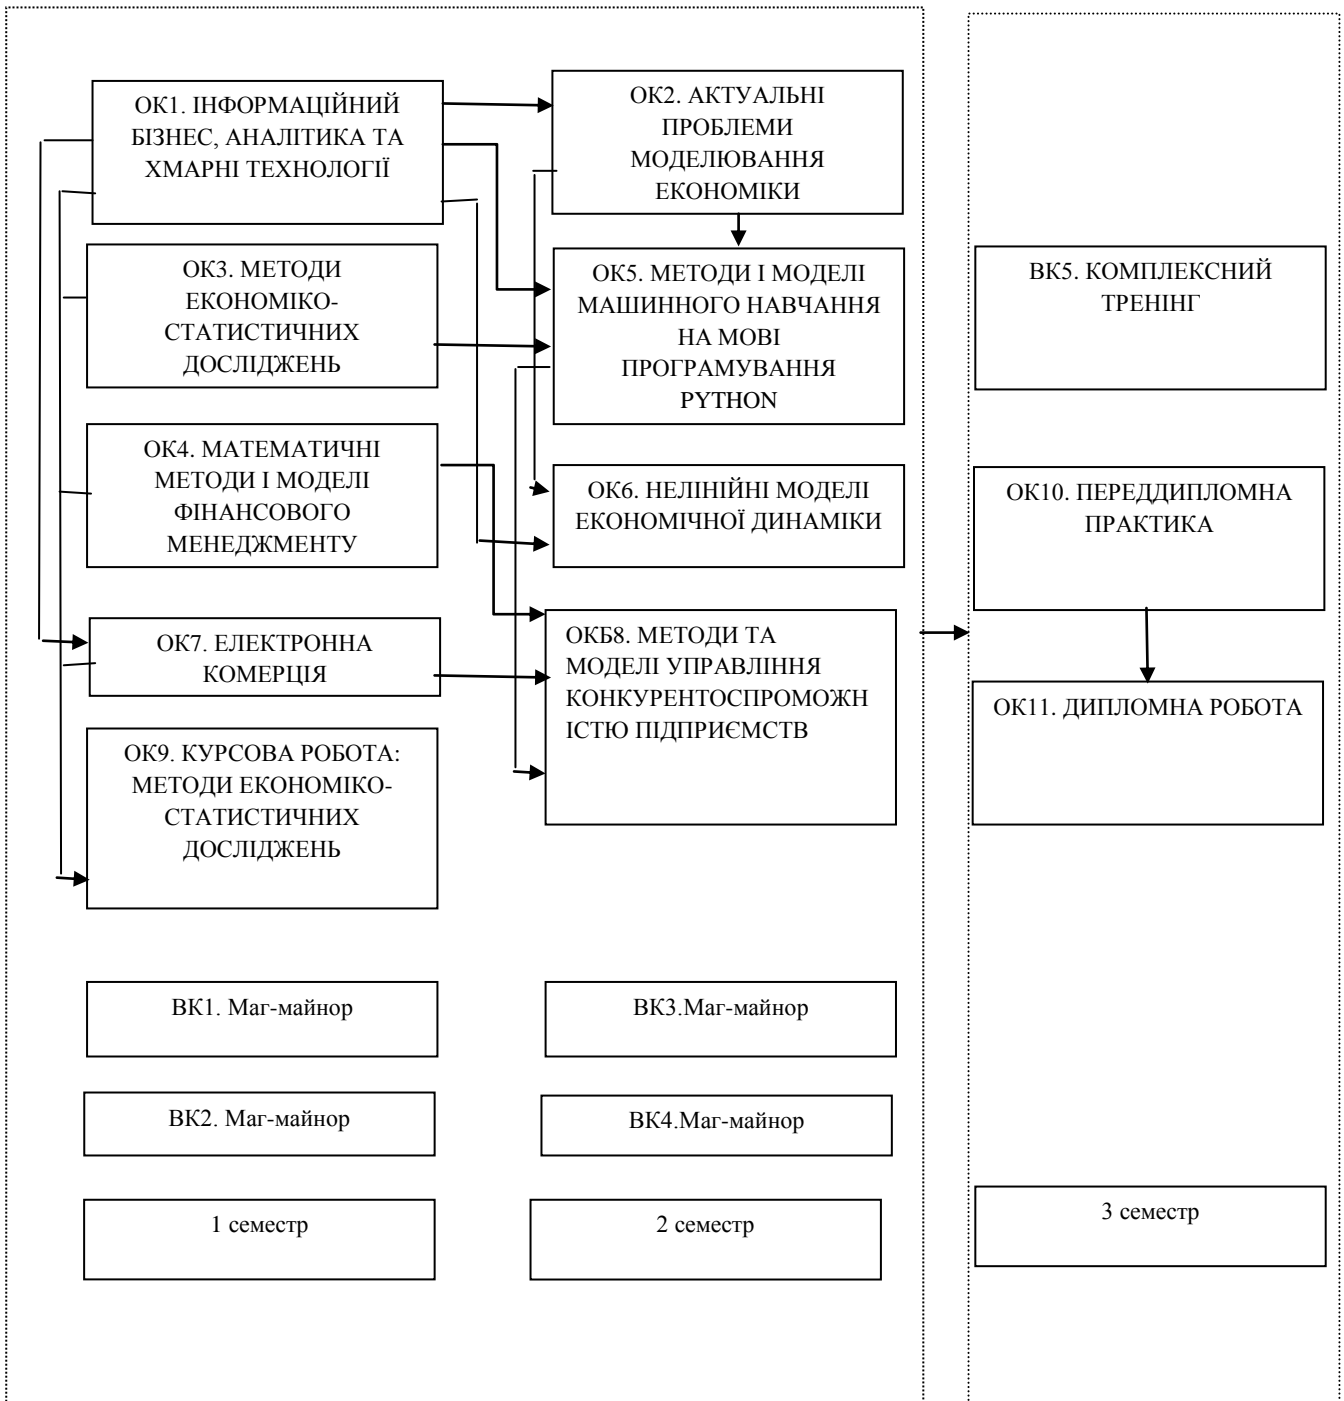 ОК1. ІНФОРМАЦІЙНИЙ
БІЗНЕС, АНАЛІТИКА ТА
ХМАРНІ ТЕХНОЛОГІЇ
ОК3. МЕТОДИ
ЕКОНОМІКО-
СТАТИСТИЧНИХ
ДОСЛІДЖЕНЬ
ОК4. МАТЕМАТИЧНІ
МЕТОДИ І МОДЕЛІ
ФІНАНСОВОГО
МЕНЕДЖМЕНТУ
ОК7. ЕЛЕКТРОННА
КОМЕРЦІЯ
ОК9. КУРСОВА РОБОТА:
МЕТОДИ ЕКОНОМІКО-
СТАТИСТИЧНИХ
ДОСЛІДЖЕНЬ
ВК1. Маг-майнор
ВК2. Маг-майнор
1 семестр
ОК2. АКТУАЛЬНІ
ПРОБЛЕМИ
МОДЕЛЮВАННЯ
ЕКОНОМІКИ
ОК5. МЕТОДИ І МОДЕЛІ
МАШИННОГО НАВЧАННЯ
НА МОВІ
ПРОГРАМУВАННЯ
PYTHON
ОК6. НЕЛІНІЙНІ МОДЕЛІ
ЕКОНОМІЧНОЇ ДИНАМІКИ
ОКБ8. МЕТОДИ ТА
МОДЕЛІ УПРАВЛІННЯ
КОНКУРЕНТОСПРОМОЖН
ІСТЮ ПІДПРИЄМСТВ
ВК3.Маг-майнор
ВК4.Маг-майнор
2 семестр
ВК5. КОМПЛЕКСНИЙ
ТРЕНІНГ
ОК10. ПЕРЕДДИПЛОМНА
ПРАКТИКА
ОК11. ДИПЛОМНА РОБОТА
3 семестр